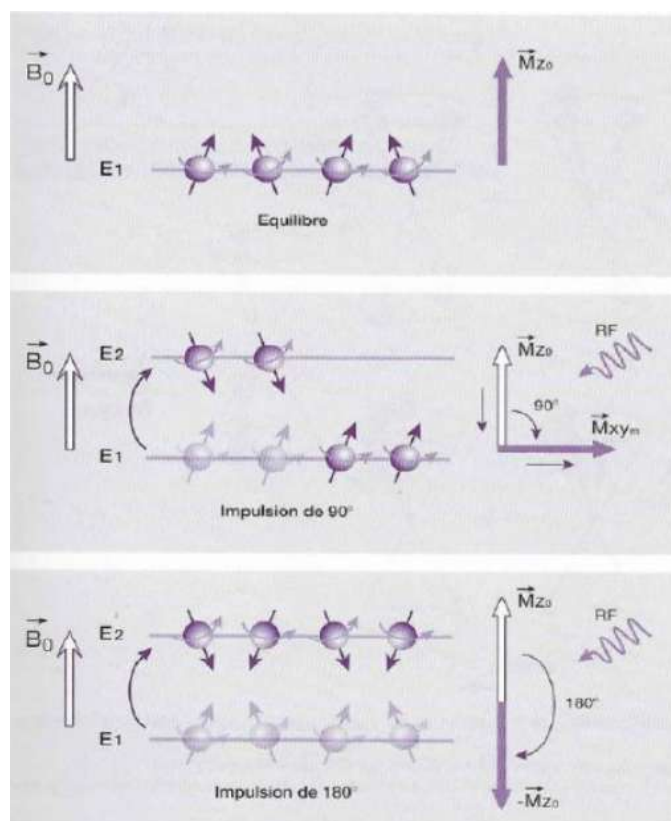 B₀
Mz₀
E1
Equilibre
B₀
E2
Mz₀
RF
90°
Mxyₘ
E1
Impulsion de 90°
B₀
E2
Mz₀
RF
180°
E1
Impulsion de 180°
-Mz₀